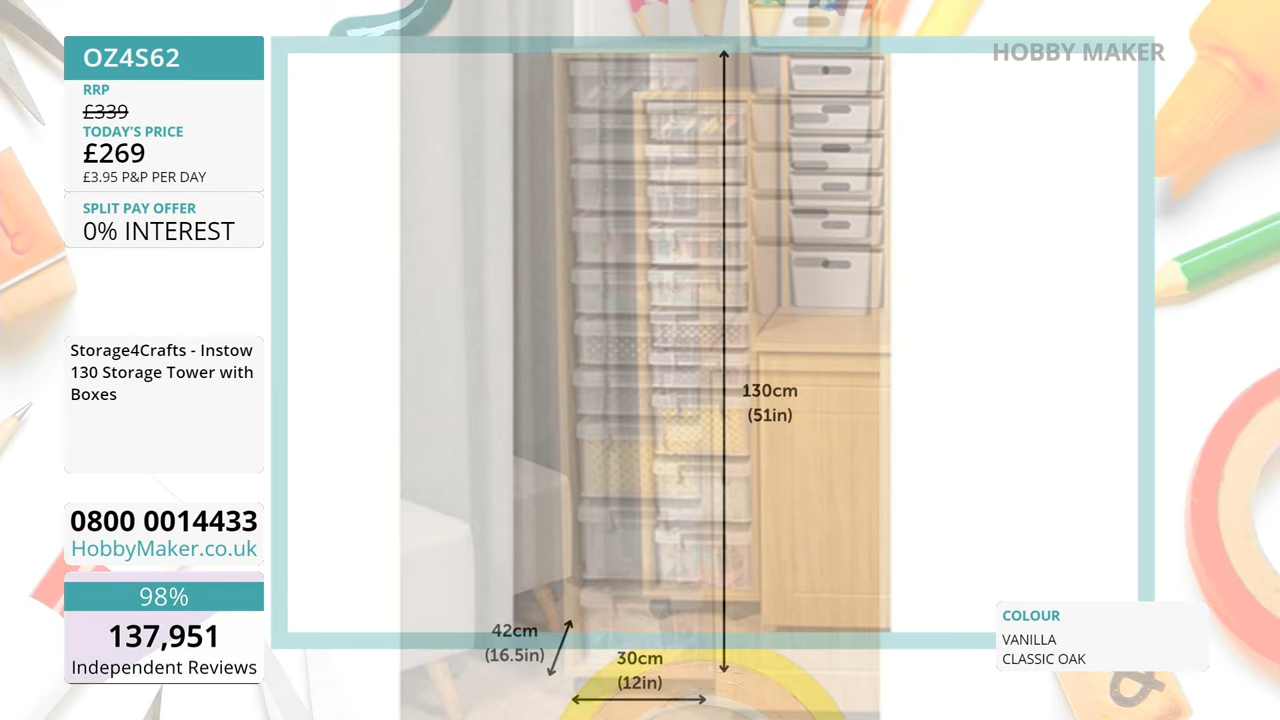 OZ4S62
RRP
£339
TODAY'S PRICE
£269
£3.95 P&P PER DAY
SPLIT PAY OFFER
0% INTEREST
Storage4Crafts - Instow
130 Storage Tower with
Boxes
0800 0014433
HobbyMaker.co.uk
98%
137,951
Independent Reviews
HOBBY MAKER
130cm
(51in)
42cm
(16.5in)
30cm
(12in)
COLOUR
VANILLA
CLASSIC OAK
&